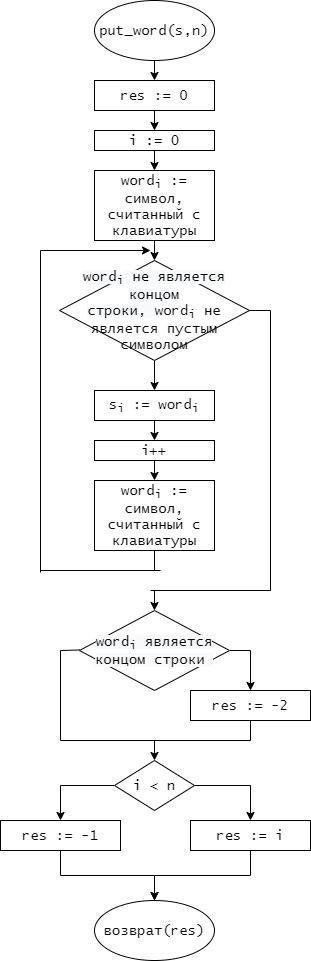 put_word(s,n)
res := 0
i := 0
wordᵢ :=
символ,
считанный с
клавиатуры
wordᵢ не является
концом
строки, wordᵢ не
является пустым
символом
sᵢ := wordᵢ
i++
wordᵢ :=
символ,
считанный с
клавиатуры
wordᵢ является
концом строки
res := -2
i < n
res := -1
res := i
возврат(res)